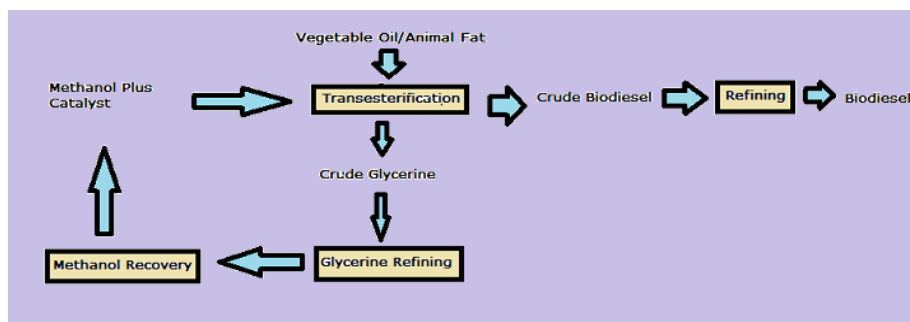 Vegetable Oil/Animal Fat
Methanol Plus
Catalyst
Transesterification
Crude Biodiesel
Refining
Biodiesel
Crude Glycerine
Methanol Recovery
Glycerine Refining